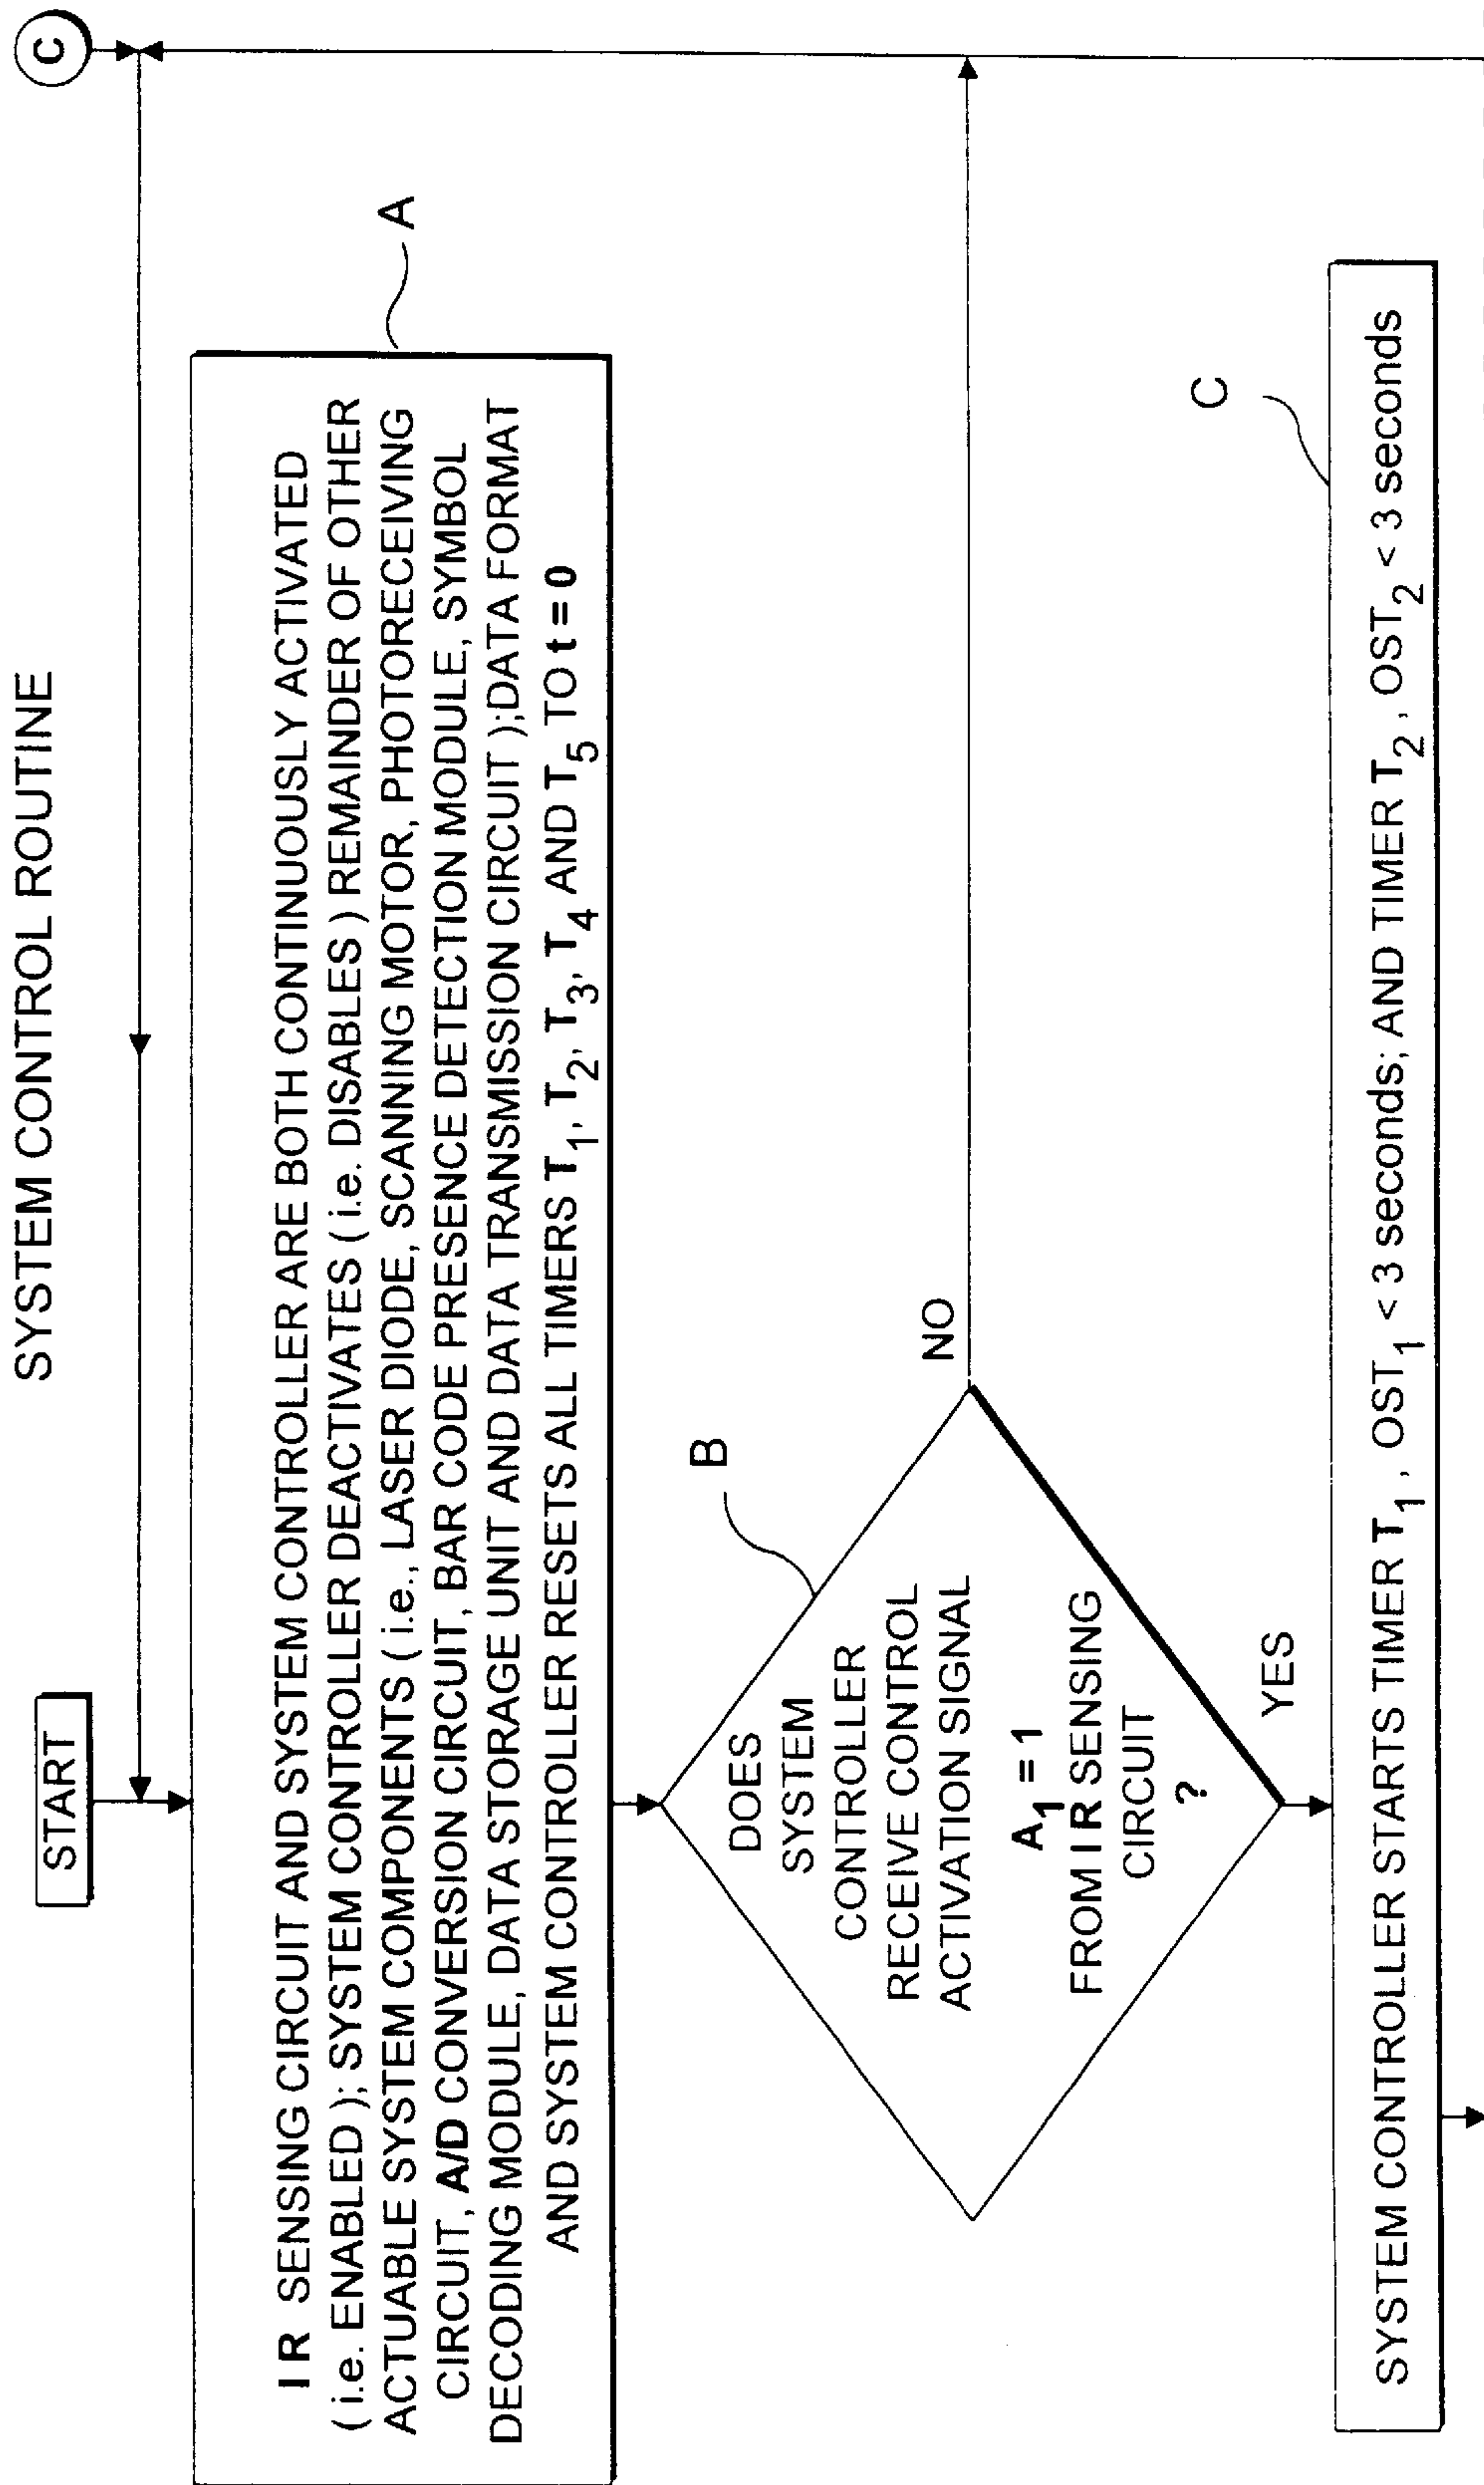 SYSTEM CONTROL ROUTINE
START
C
I R SENSING CIRCUIT AND SYSTEM CONTROLLER ARE BOTH CONTINUOUSLY ACTIVATED
( i.e. ENABLED ); SYSTEM CONTROLLER DEACTIVATES ( i.e. DISABLES ) REMAINDER OF OTHER
ACTUABLE SYSTEM COMPONENTS ( i.e., LASER DIODE, SCANNING MOTOR, PHOTORECEIVING
CIRCUIT, A/D CONVERSION CIRCUIT, BAR CODE PRESENCE DETECTION MODULE, SYMBOL
DECODING MODULE, DATA STORAGE UNIT AND DATA TRANSMISSION CIRCUIT );DATA FORMAT
AND SYSTEM CONTROLLER RESETS ALL TIMERS T1, T2, T3, T4 AND T5 TO t = 0
A
B
DOES
SYSTEM
CONTROLLER
RECEIVE CONTROL
ACTIVATION SIGNAL
A1 = 1
FROM I R SENSING
CIRCUIT
?
NO
YES
C
SYSTEM CONTROLLER STARTS TIMER T1 , OST1 < 3 seconds; AND TIMER T2 , OST2 < 3 seconds